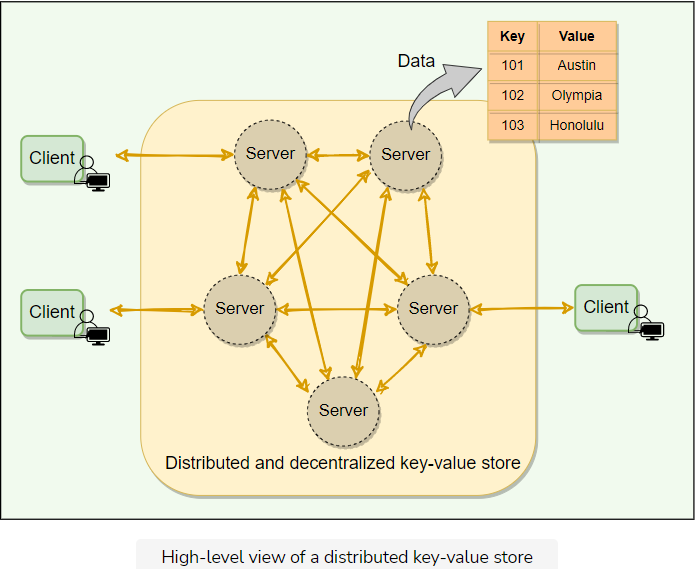 Key Value
Data
101 Austin
102 Olympia
103 Honolulu
Client
Server
Server
Client
Server
Server
Client
Server
Distributed and decentralized key-value store
High-level view of a distributed key-value store